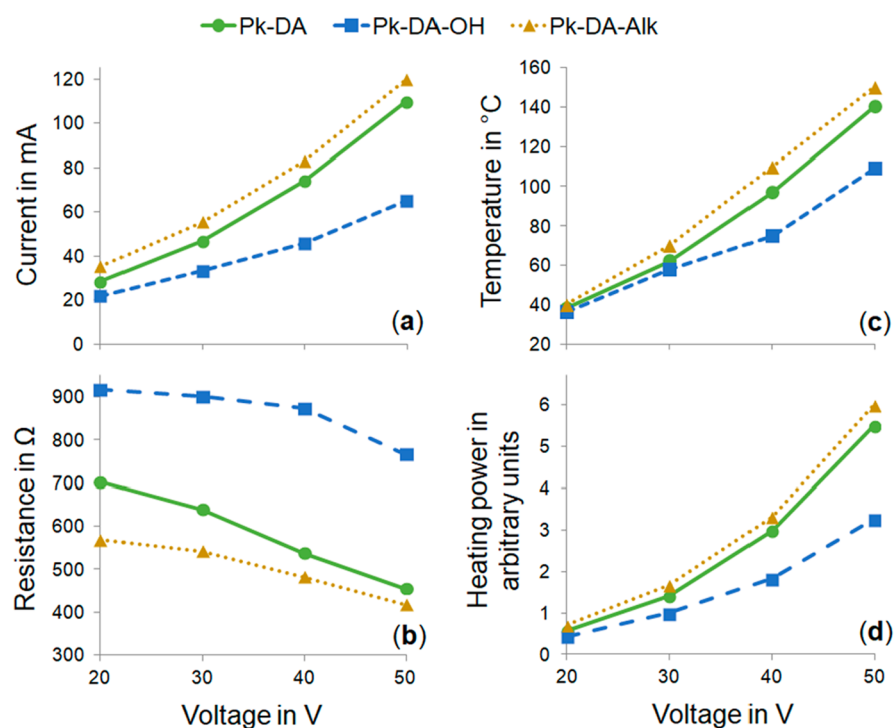 Pk-DA Pk-DA-OH Pk-DA-Alk
Current in mA
120
100
80
60
40
20
0
(a)
Temperature in °C
160
140
120
100
80
60
40
20
(c)
Resistance in Ω
900
800
700
600
500
400
300
(b)
20 30 40 50
Voltage in V
Heating power in
arbitrary units
6
5
4
3
2
1
0
(d)
20 30 40 50
Voltage in V